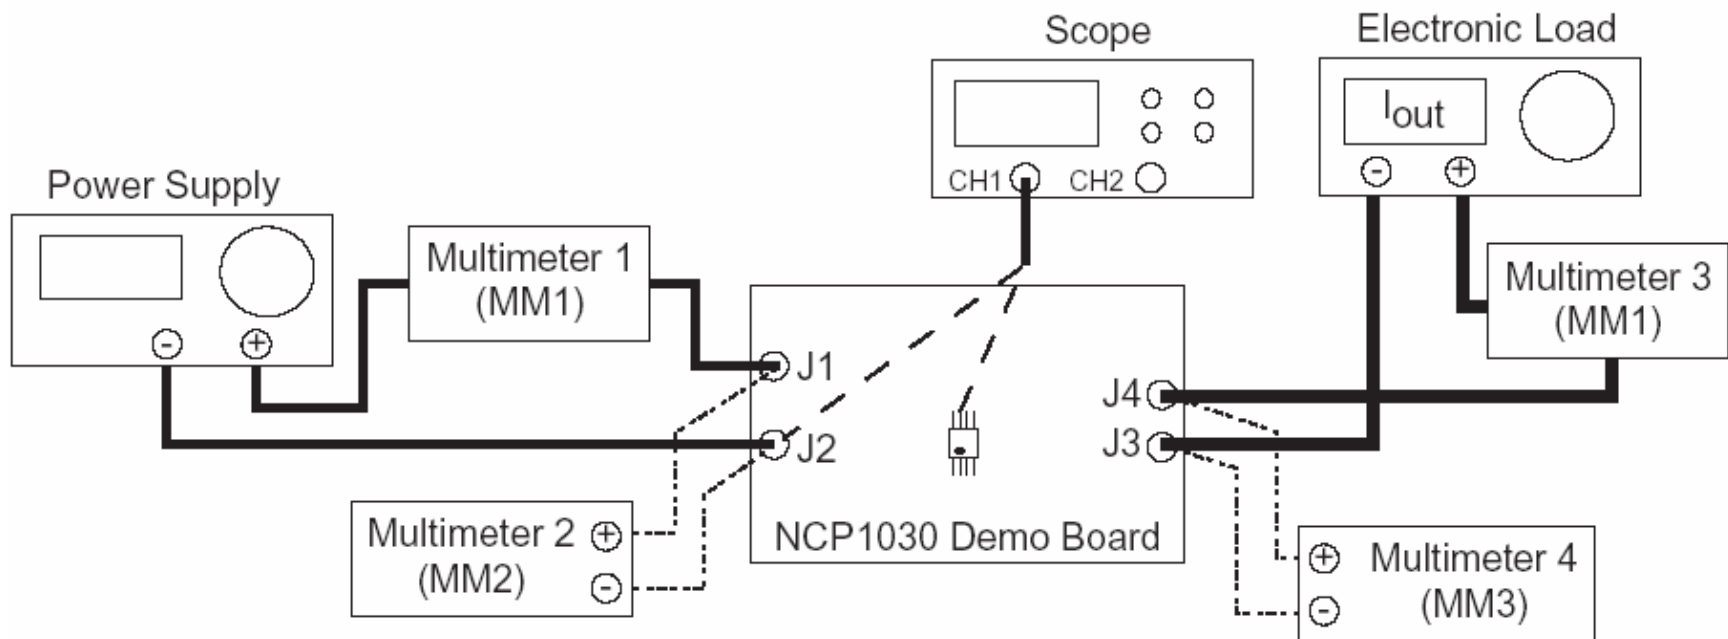 Scope
Electronic Load
Iout
- +
CH1 CH2
Power Supply
Multimeter 1
(MM1)
- +
Multimeter 3
(MM1)
J1
J4
J2
J3
Multimeter 2 +
(MM2) -
NCP1030 Demo Board
+ Multimeter 4
- (MM3)